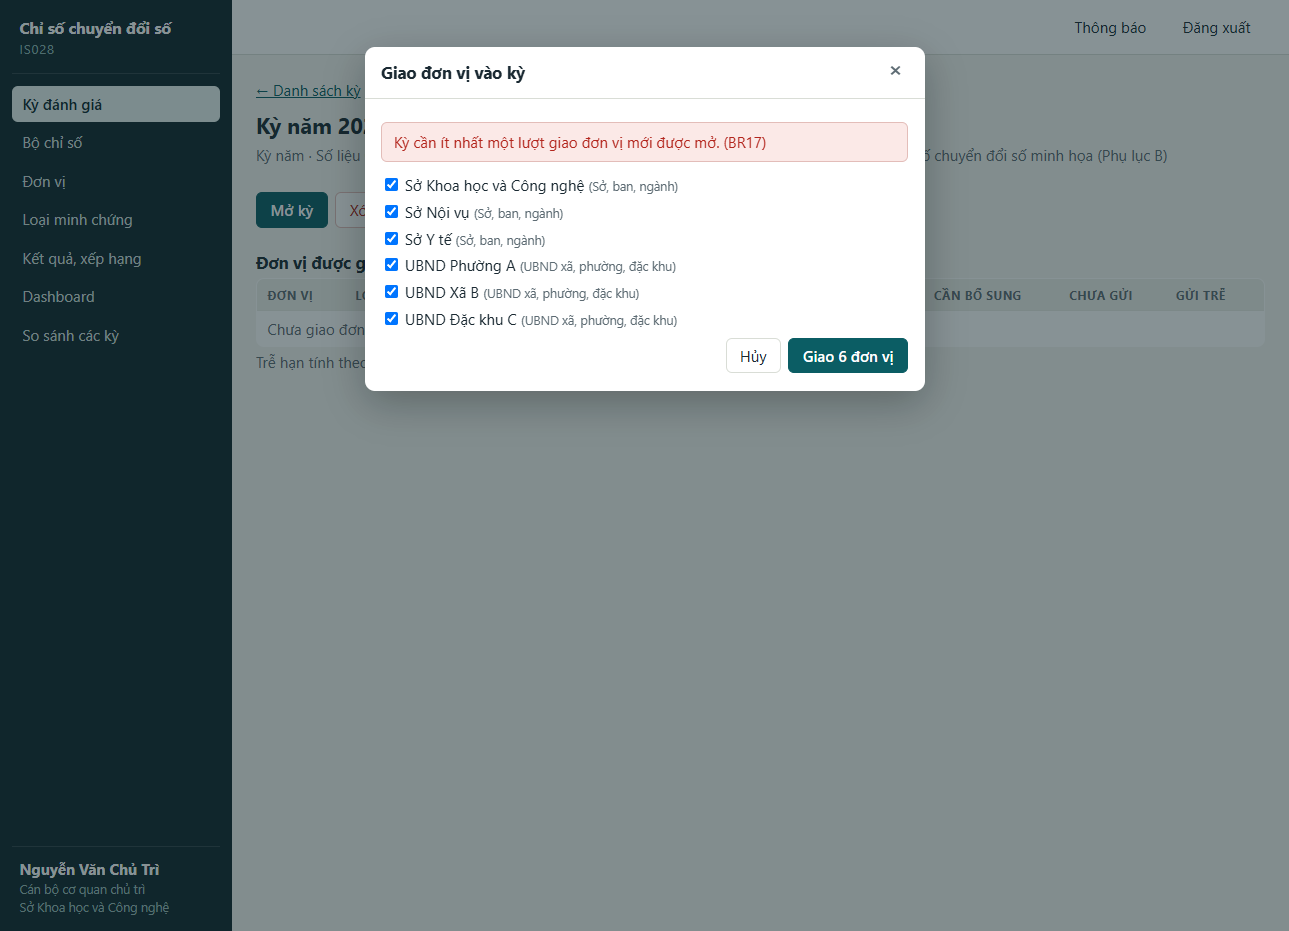 Chỉ số chuyển đổi số
IS028
Kỳ đánh giá
Bộ chỉ số
Đơn vị
Loại minh chứng
Kết quả, xếp hạng
Dashboard
So sánh các kỳ
Nguyễn Văn Chủ Trì
Cán bộ cơ quan chủ trì
Sở Khoa học và Công nghệ
Thông báo
Đăng xuất
← Danh sách kỳ
Kỳ năm
Kỳ năm · Số liệu
chuyển đổi số minh họa (Phụ lục B)
Mở kỳ
Đơn vị được
ĐƠN VỊ
CẦN BỔ SUNG
CHƯA GỬI
GỬI TRỄ
Chưa giao đơn
Trễ hạn tính theo
Giao đơn vị vào kỳ
×
Kỳ cần ít nhất một lượt giao đơn vị mới được mở. (BR17)
Sở Khoa học và Công nghệ (Sở, ban, ngành)
Sở Nội vụ (Sở, ban, ngành)
Sở Y tế (Sở, ban, ngành)
UBND Phường A (UBND xã, phường, đặc khu)
UBND Xã B (UBND xã, phường, đặc khu)
UBND Đặc khu C (UBND xã, phường, đặc khu)
Hủy
Giao 6 đơn vị